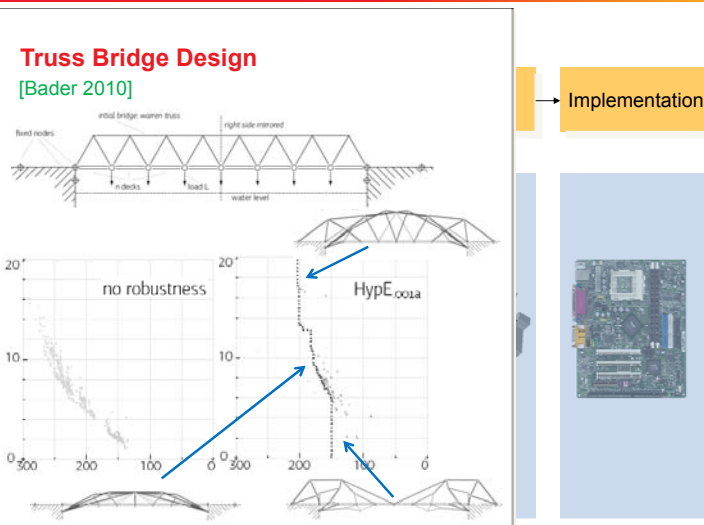 Truss Bridge Design
[Bader 2010]
Implementation
intial bridge: warren truss
fixed nodes
right side mirrored
n decks
load L
water level
20
no robustness
10
0
300
200
100
0
20
HypE.001a
10
0
300
200
100
0